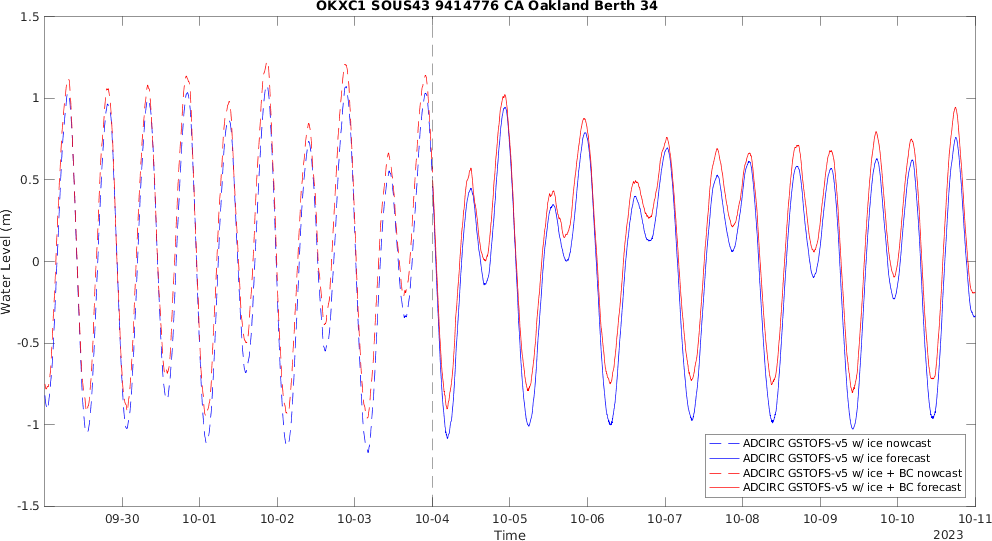 OKXC1 SOUS43 9414776 CA Oakland Berth 34
1.5
1
0.5
0
-0.5
-1
-1.5
Water Level (m)
ADCIRC GSTOFS-v5 w/ ice nowcast
ADCIRC GSTOFS-v5 w/ ice forecast
ADCIRC GSTOFS-v5 w/ ice + BC nowcast
ADCIRC GSTOFS-v5 w/ ice + BC forecast
09-30 10-01 10-02 10-03 10-04 10-05 10-06 10-07 10-08 10-09 10-10 10-11
Time
2023